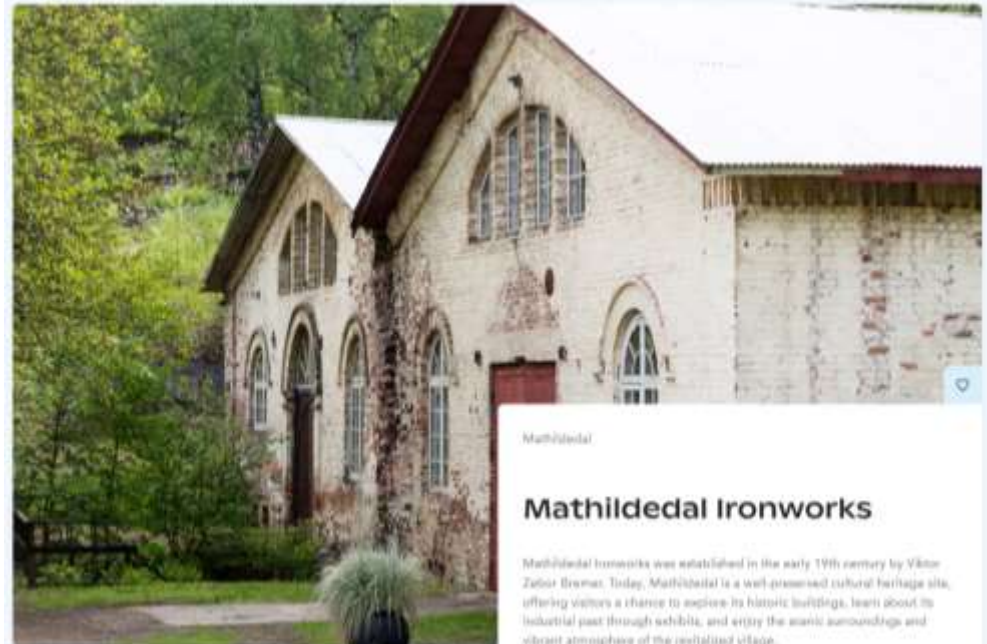 Mathildedal
Mathildedal Ironworks
Mathildedal Ironworks was established in the early 19th century by Viktor
Zebor Bremer. Today, Mathildedal is a well-preserved cultural heritage site,
offering visitors a chance to explore its historic buildings, learn about its
industrial past through exhibits, and enjoy the scenic surroundings and
vibrant atmosphere of the revitalized village.